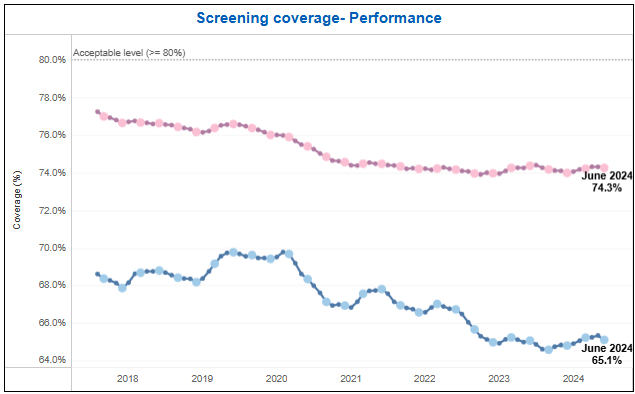 Screening coverage- Performance
Acceptable level (>= 80%)
80.0%
78.0%
76.0%
74.0%
72.0%
70.0%
68.0%
66.0%
64.0%
Coverage (%)
June 2024
74.3%
June 2024
65.1%
2018 2019 2020 2021 2022 2023 2024